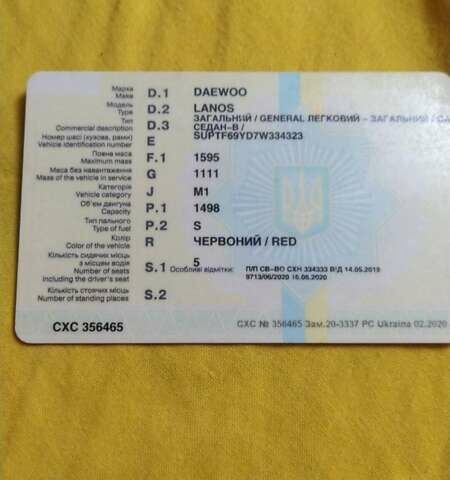 Марка
Make D.1 DAEWOO
Модель
Type D.2 LANOS
Тип
Commercial description D.3 ЗАГАЛЬНИЙ / GENERAL ЛЕГКОВИЙ - ЗАГАЛЬНИЙ /
СЕДАН-В /
Номер шасі (кузова, рами)
Vehicle identification number E SUPTF69YD7W334323
Повна маса
Maximum mass F.1 1595
Маса без навантаження
Mass of the vehicle in service G 1111
Категорія
Vehicle category J M1
Об'єм двигуна
Capacity P.1 1498
Тип пального
Type of fuel P.2 S
Колір
Color of the vehicle R ЧЕРВОНИЙ / RED
Кількість сидячих місць
з місцем водія
Number of seats
including the driver's seat S.1 5
Особливі відмітки: П/П СВ-ВО СХН 334333 В/Д 14.05.2019
9713/06/2020 16.06.2020
Кількість стоячих місць
Number of standing places S.2
СХС 356465
СХС № 356465 Зам.20-3337 РС Ukraina 02.2020